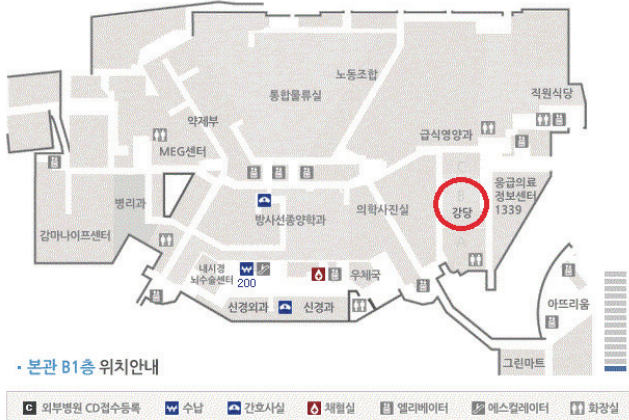 노동조합
통합물류실
직원식당
약제부
급식영양과
MEG센터
병리과
방사선종양학과
의학사진실
강당
응급의료
정보센터
1339
감마나이프센터
내시경
뇌수술센터
200
우체국
신경외과
신경과
아뜨리움
그린마트
· 본관 B1층 위치안내
C 외부병원 CD접수등록 W 수납 간호사실 채혈실 엘 엘리베이터 에스컬레이터 화장실